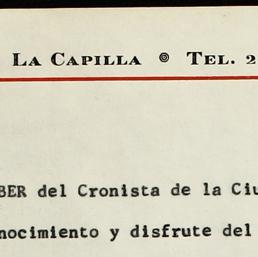 LA CAPILLA ◎ TEL. 2
BER del Cronista de la Ciu
nocimiento y disfrute del